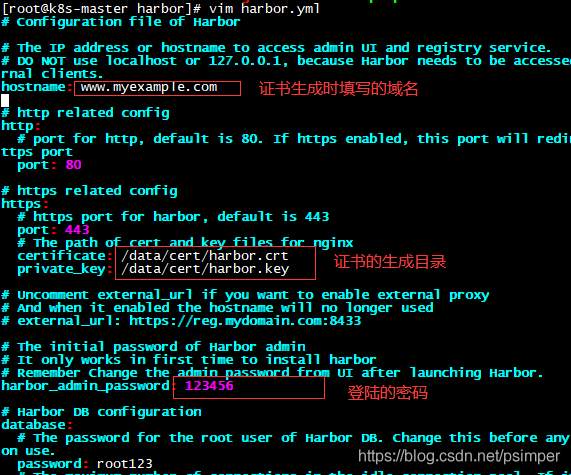 [root@k8s-master harbor]# vim harbor.yml
# Configuration file of Harbor
# The IP address or hostname to access admin UI and registry service.
# DO NOT use localhost or 127.0.0.1, because Harbor needs to be accessed
rnal clients.
hostname: www.myexample.com 证书生成时填写的域名
# http related config
http:
# port for http, default is 80. If https enabled, this port will redi
ttps port
port: 80
# https related config
https:
# https port for harbor, default is 443
port: 443
# The path of cert and key files for nginx
certificate: /data/cert/harbor.crt
private_key: /data/cert/harbor.key
证书的生成目录
# Uncomment external_url if you want to enable external proxy
# And when it enabled the hostname will no longer used
# external_url: https://reg.mydomain.com:8433
# The initial password of Harbor admin
# It only works in first time to install harbor
# Remember Change the admin password from UI after launching Harbor.
harbor_admin_password: 123456
登陆的密码
# Harbor DB configuration
database:
# The password for the root user of Harbor DB. Change this before any
on use.
password: root123
https://blog.csdn.net/psimper